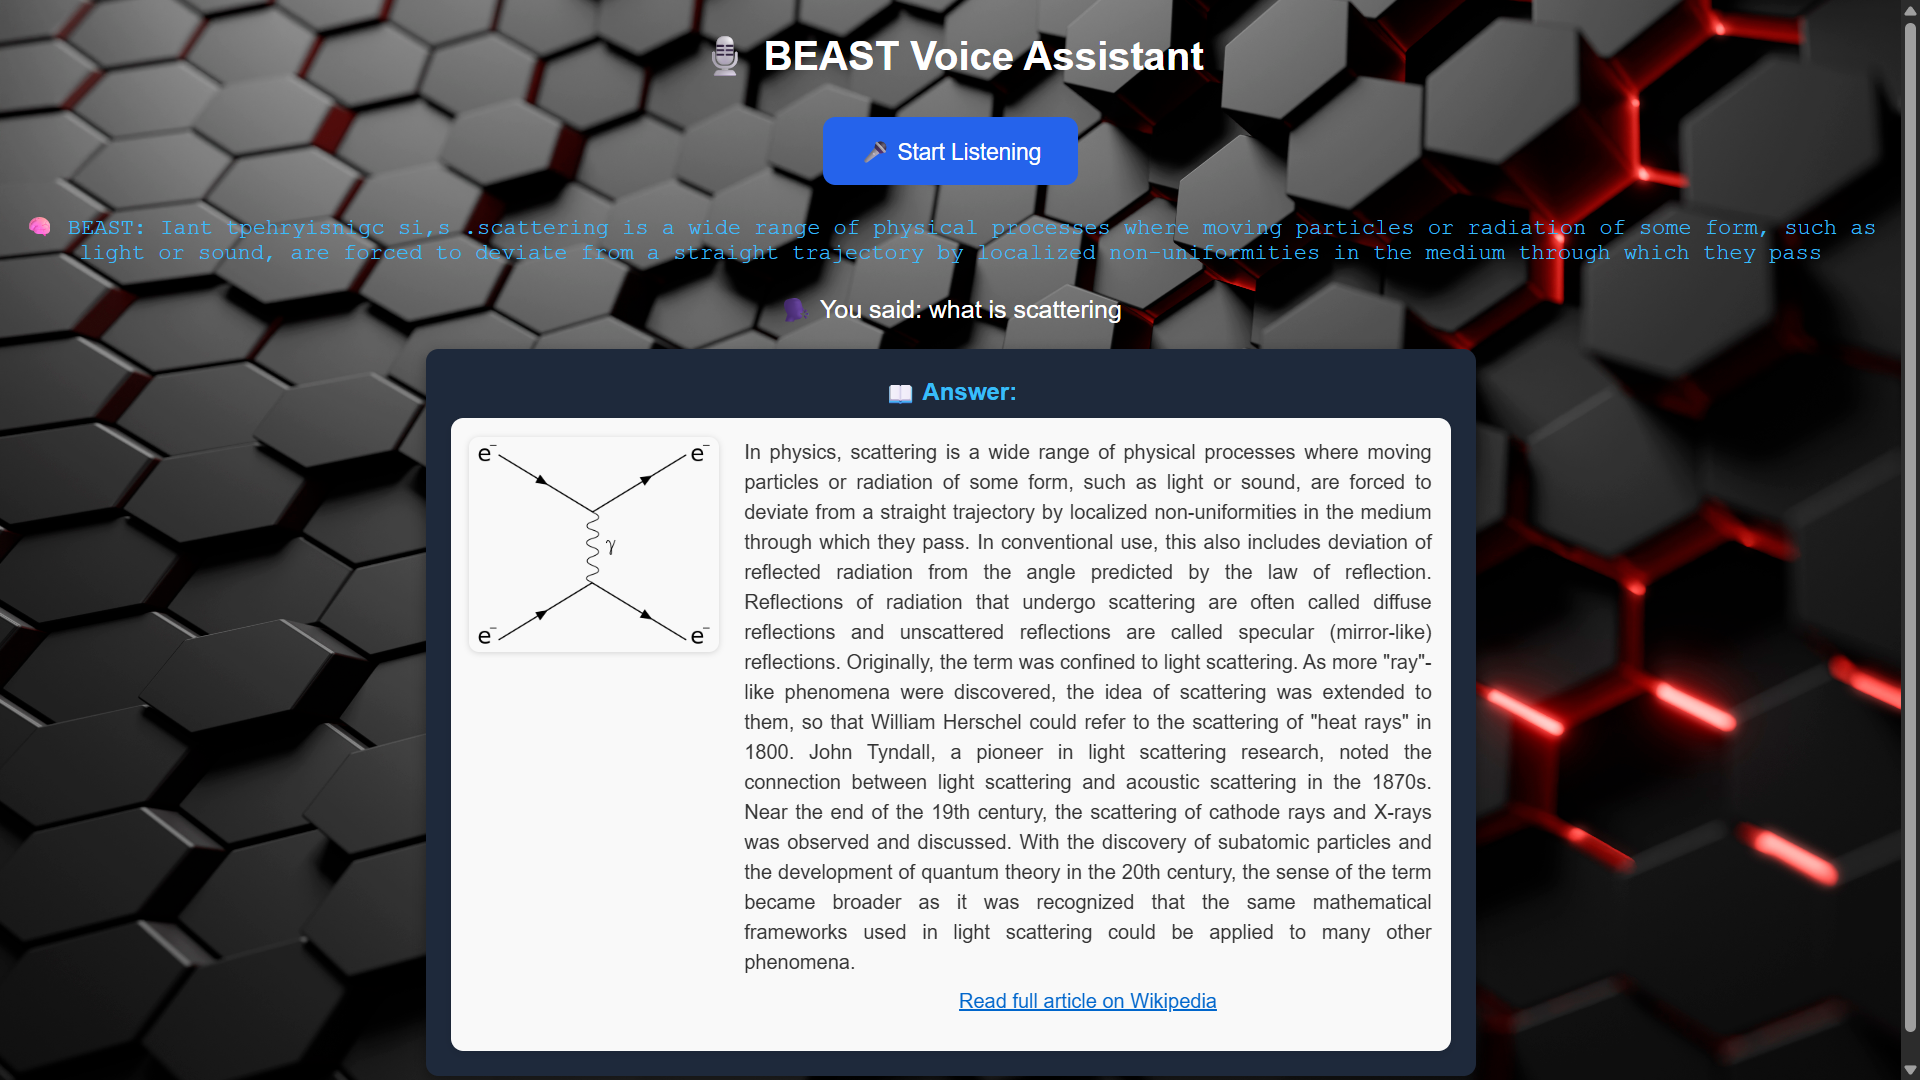 🎙️ BEAST Voice Assistant
🎤 Start Listening
🧠 BEAST: Iant tpehryisnigc si,s .scattering is a wide range of physical processes where moving particles or radiation of some form, such as
light or sound, are forced to deviate from a straight trajectory by localized non-uniformities in the medium through which they pass
🗣️ You said: what is scattering
📖 Answer:
e⁻ e⁻
γ
e⁻ e⁻
In physics, scattering is a wide range of physical processes where moving
particles or radiation of some form, such as light or sound, are forced to
deviate from a straight trajectory by localized non-uniformities in the medium
through which they pass. In conventional use, this also includes deviation of
reflected radiation from the angle predicted by the law of reflection.
Reflections of radiation that undergo scattering are often called diffuse
reflections and unscattered reflections are called specular (mirror-like)
reflections. Originally, the term was confined to light scattering. As more "ray"-
like phenomena were discovered, the idea of scattering was extended to
them, so that William Herschel could refer to the scattering of "heat rays" in
1800. John Tyndall, a pioneer in light scattering research, noted the
connection between light scattering and acoustic scattering in the 1870s.
Near the end of the 19th century, the scattering of cathode rays and X-rays
was observed and discussed. With the discovery of subatomic particles and
the development of quantum theory in the 20th century, the sense of the term
became broader as it was recognized that the same mathematical
frameworks used in light scattering could be applied to many other
phenomena.
Read full article on Wikipedia